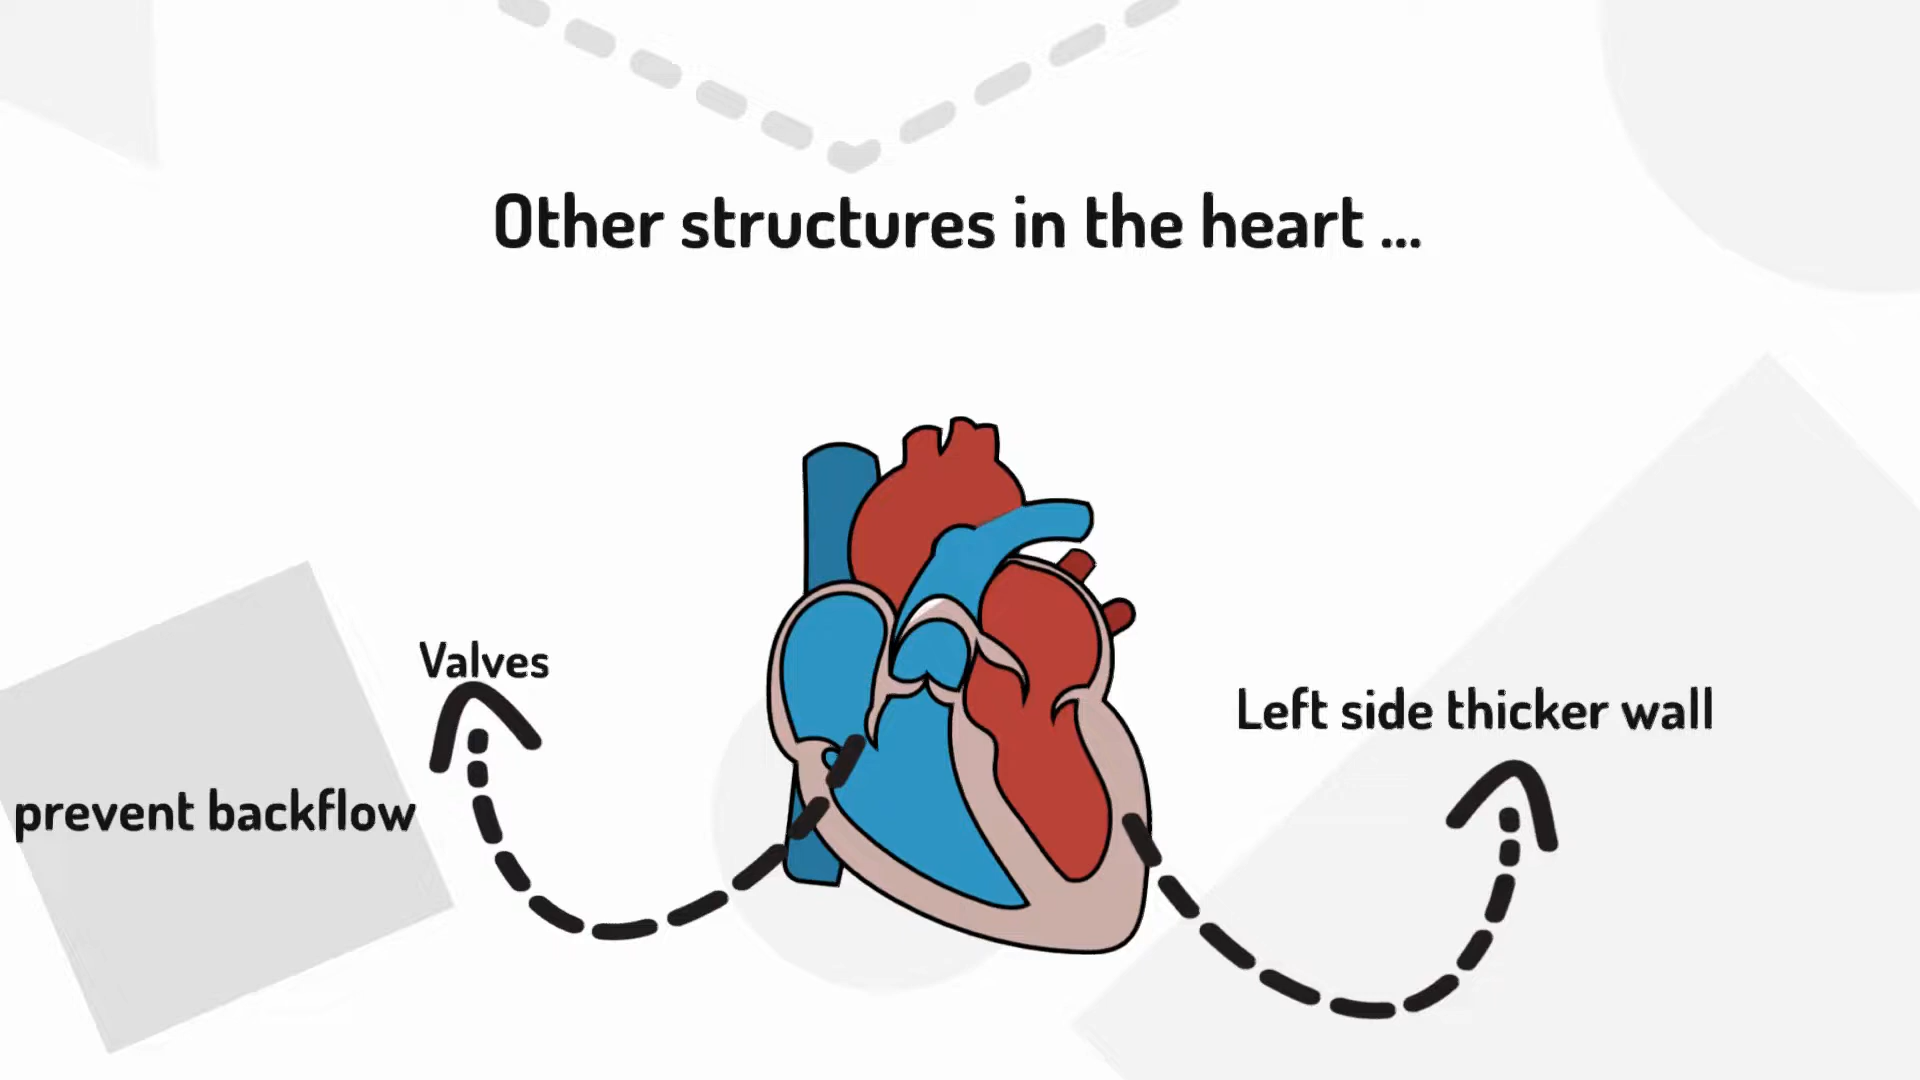 Other structures in the heart ...
Valves
prevent backflow
Left side thicker wall